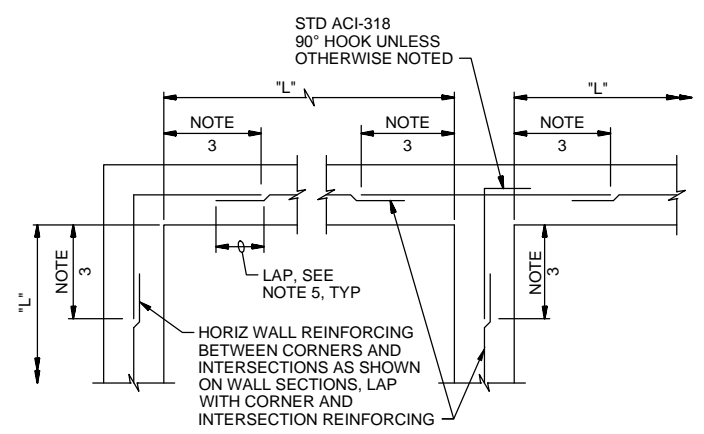 STD ACI-318
90° HOOK UNLESS
OTHERWISE NOTED
"L"
"L"
NOTE
3
NOTE
3
NOTE
3
"L"
NOTE
3
NOTE
3
LAP, SEE
NOTE 5, TYP
HORIZ WALL REINFORCING
BETWEEN CORNERS AND
INTERSECTIONS AS SHOWN
ON WALL SECTIONS, LAP
WITH CORNER AND
INTERSECTION REINFORCING